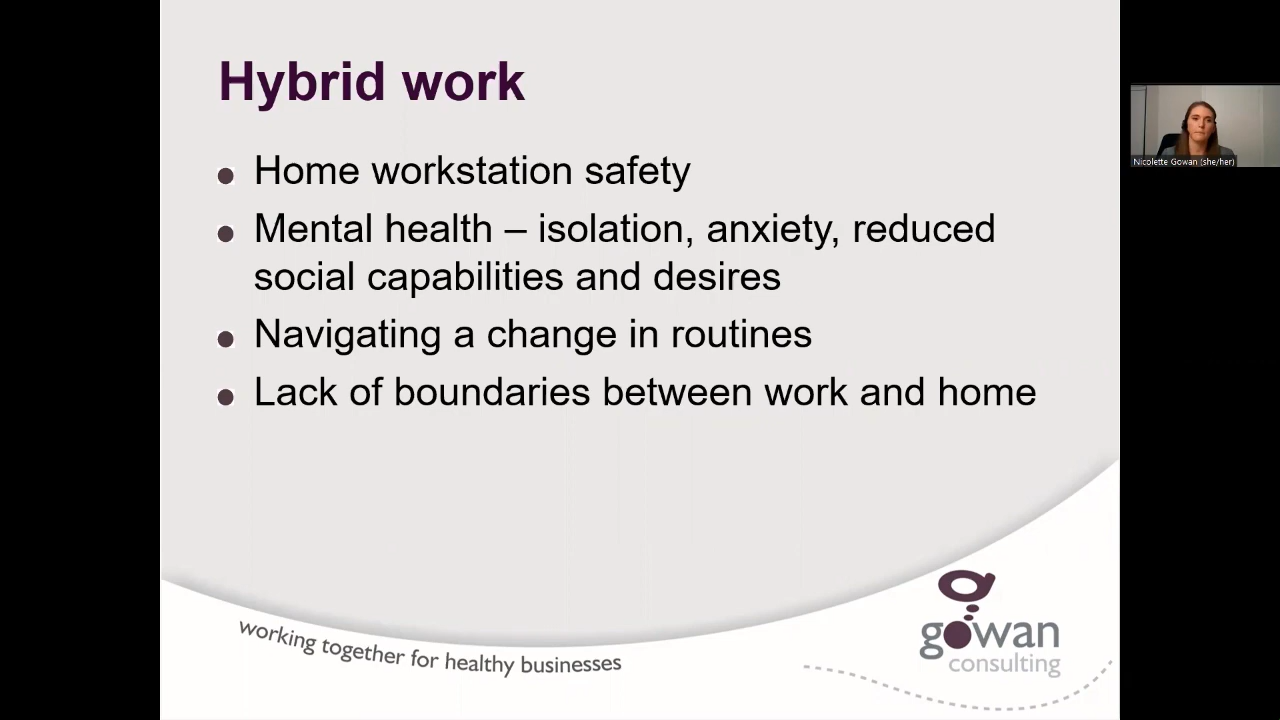 Hybrid work
Home workstation safety
Mental health – isolation, anxiety, reduced
social capabilities and desires
Navigating a change in routines
Lack of boundaries between work and home
working together for healthy businesses
gowan
consulting
Nicolette Gowan (she/her)